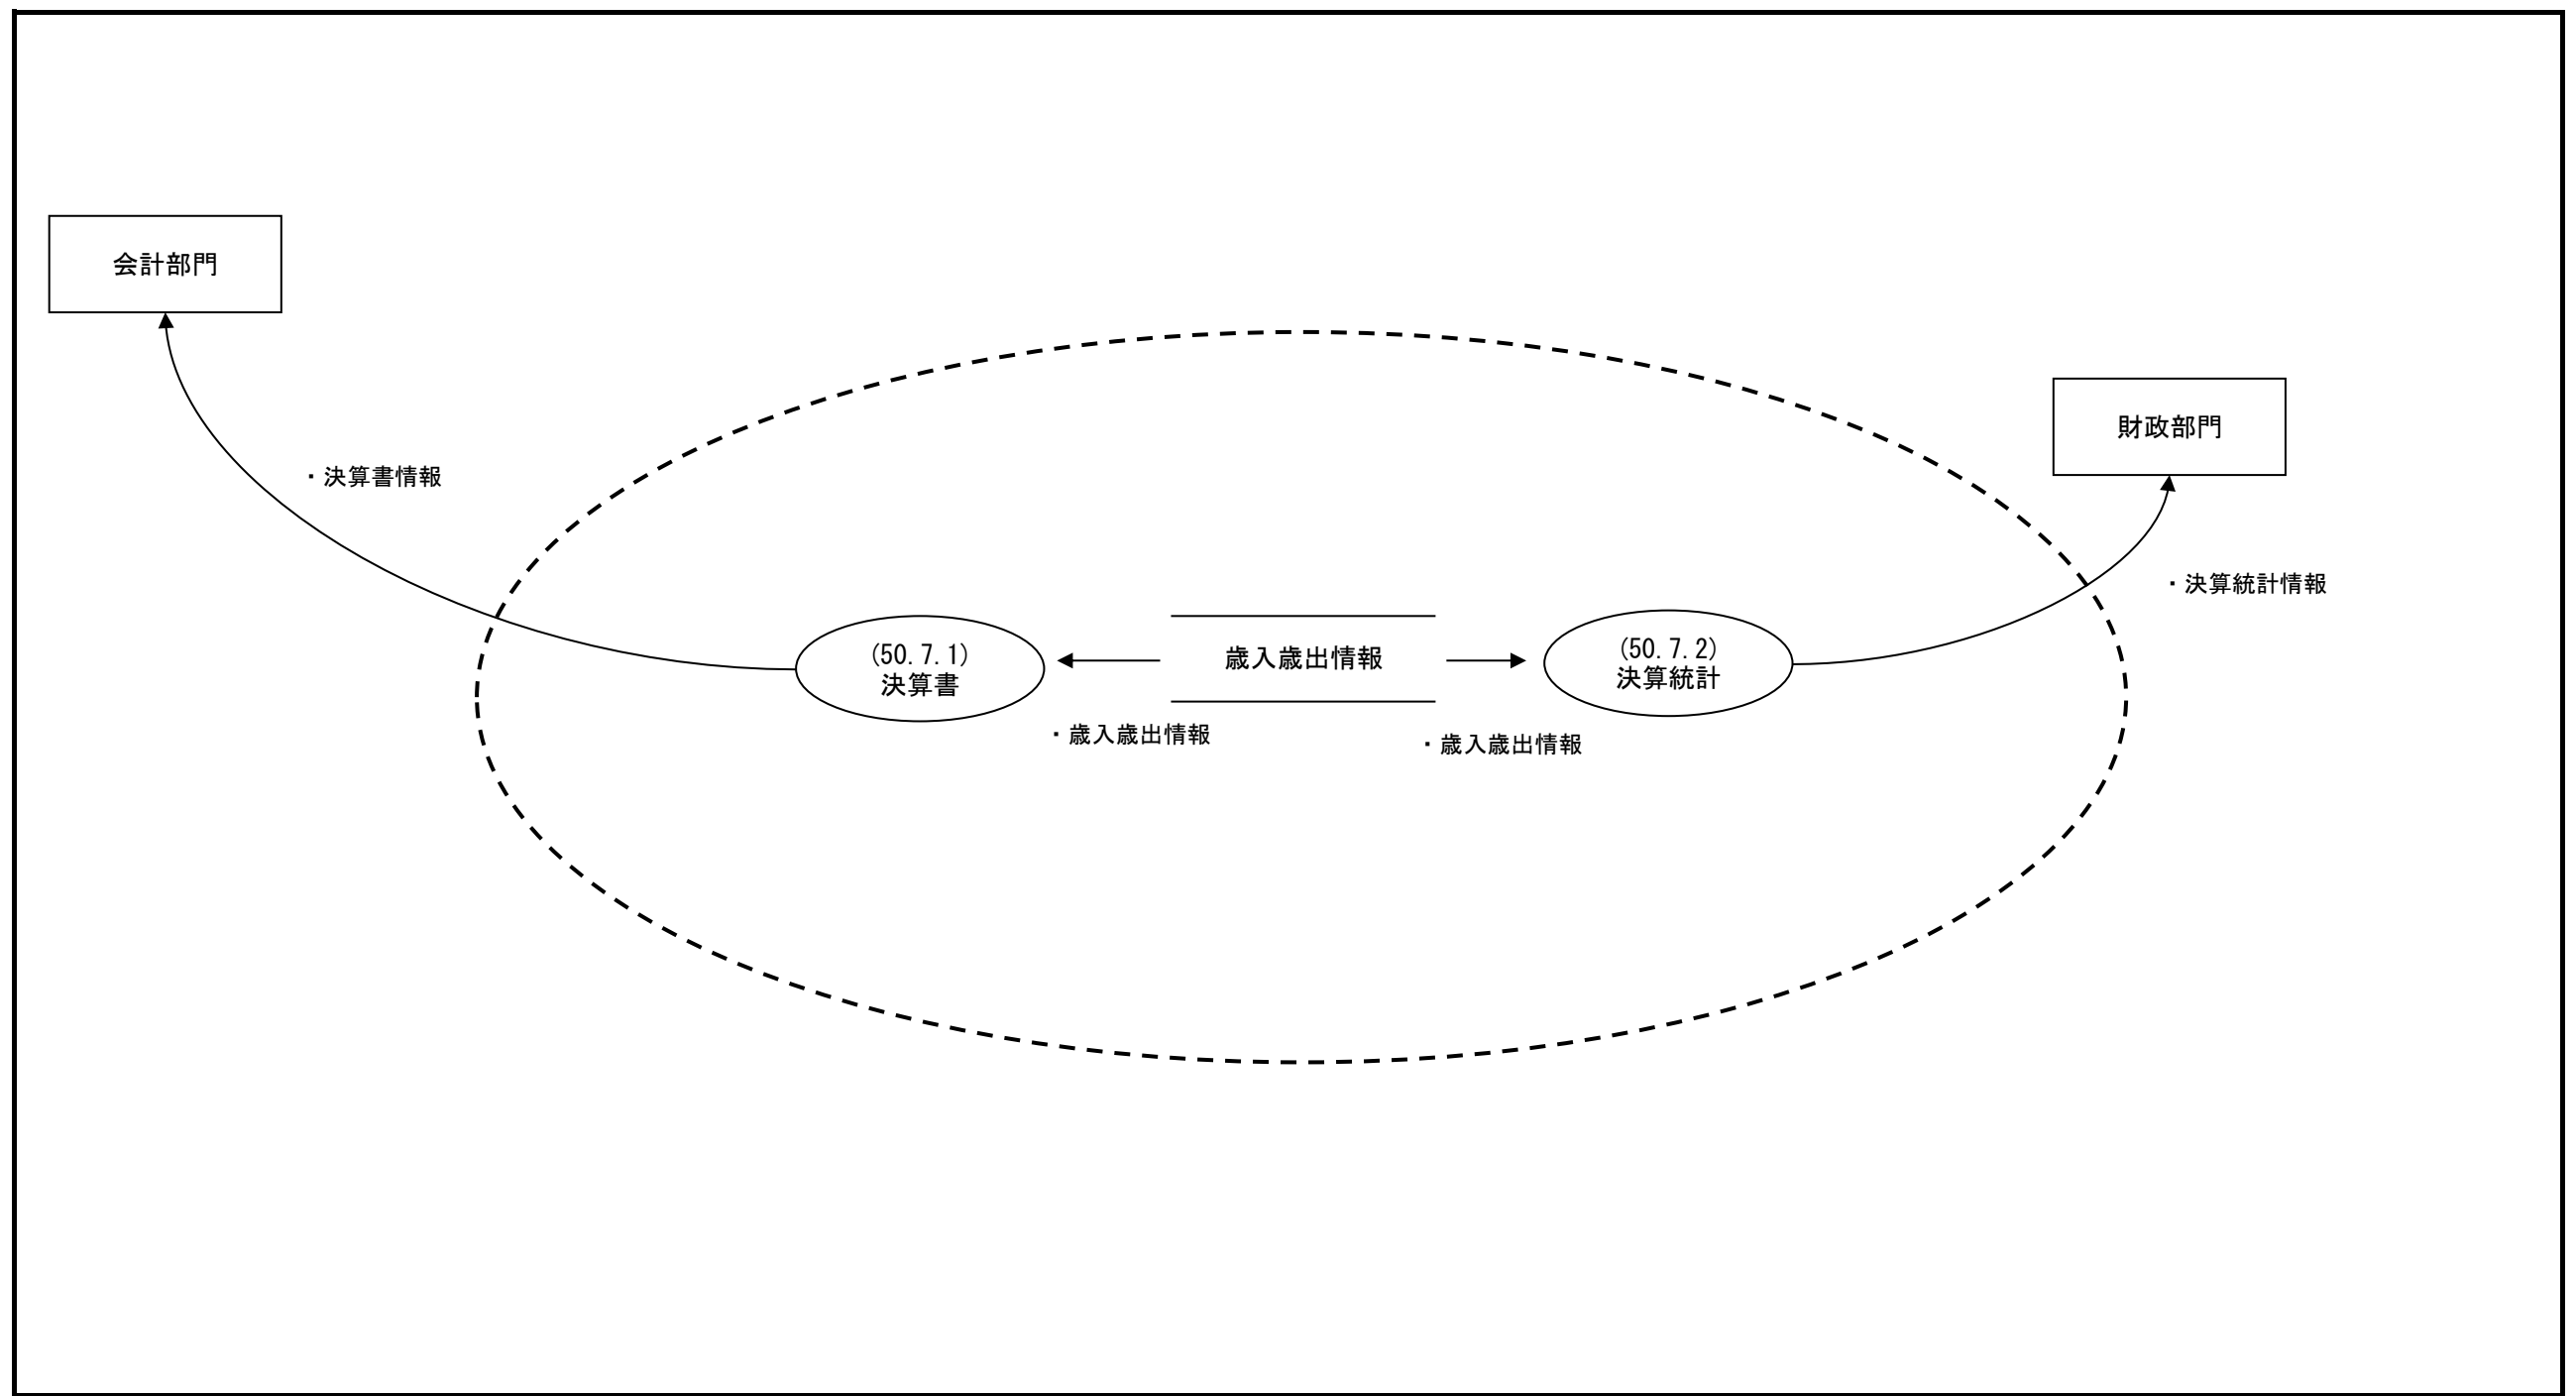 会計部門
財政部門
・決算書情報
・決算統計情報
(50.7.1)
決算書
歳入歳出情報
(50.7.2)
決算統計
・歳入歳出情報
・歳入歳出情報